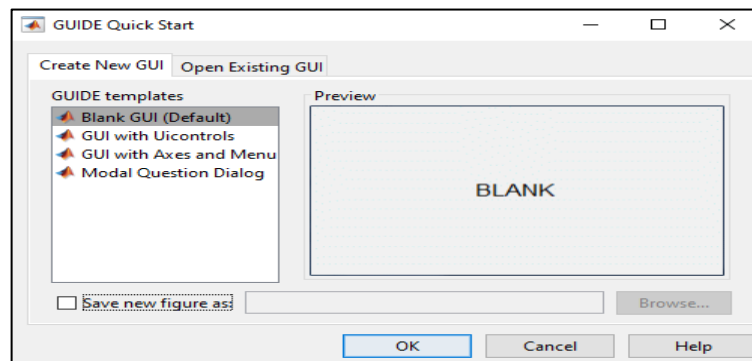 GUIDE Quick Start
Create New GUI
Open Existing GUI
GUIDE templates
Blank GUI (Default)
GUI with Uicontrols
GUI with Axes and Menu
Modal Question Dialog
Preview
BLANK
Save new figure as:
Browse...
OK
Cancel
Help